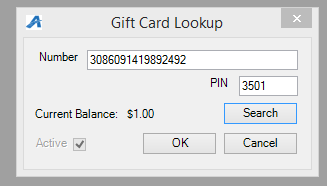 Gift Card Lookup
Number 3086091419892492
PIN 3501
Current Balance: $1.00 Search
Active OK Cancel